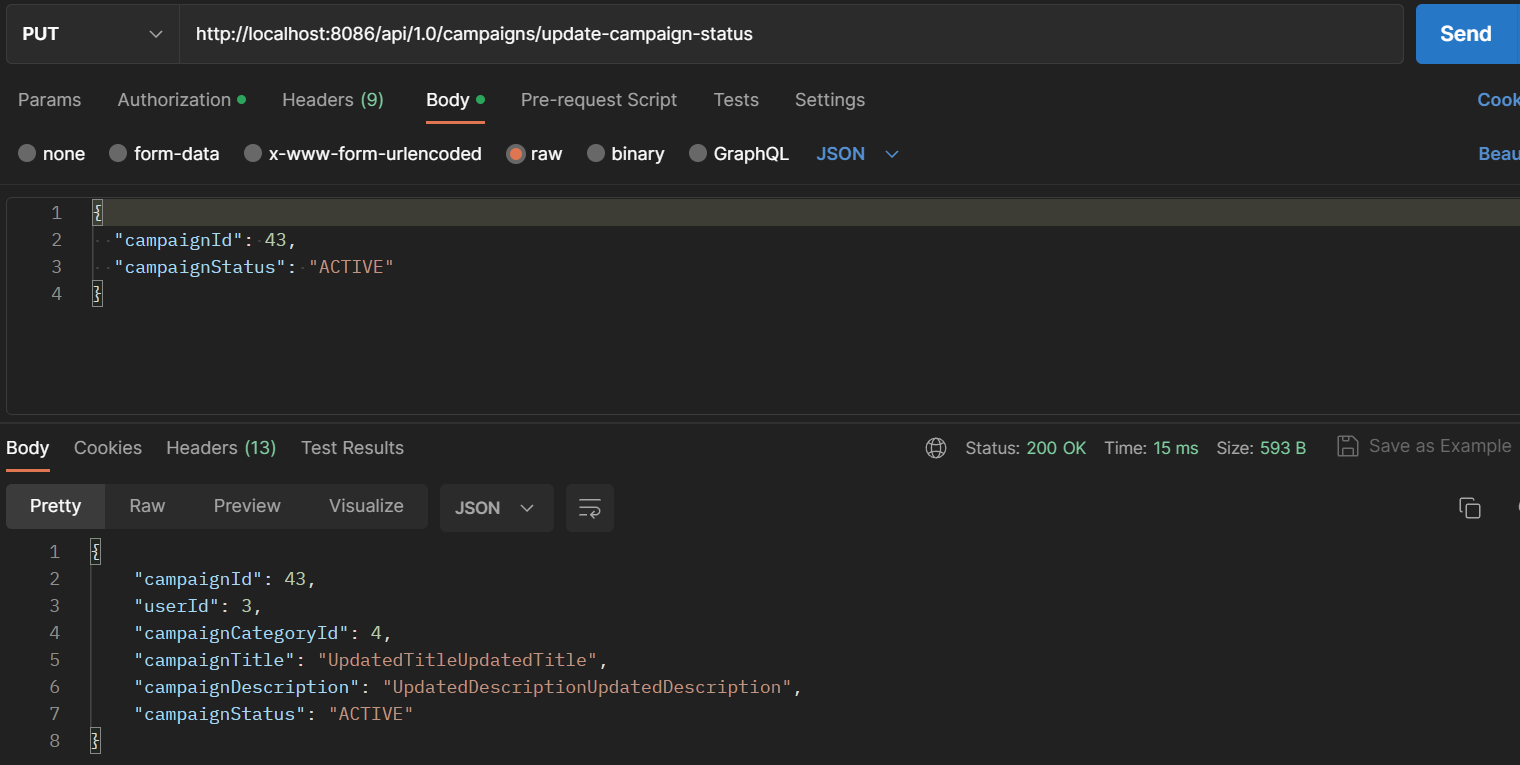 PUT http://localhost:8086/api/1.0/campaigns/update-campaign-status Send
Params Authorization Headers (9) Body Pre-request Script Tests Settings Cook
none form-data x-www-form-urlencoded raw binary GraphQL JSON Beau
1 {
2 "campaignId": 43,
3 "campaignStatus": "ACTIVE"
4 }
Body Cookies Headers (13) Test Results Status: 200 OK Time: 15 ms Size: 593 B Save as Example
Pretty Raw Preview Visualize JSON
1 {
2 "campaignId": 43,
3 "userId": 3,
4 "campaignCategoryId": 4,
5 "campaignTitle": "UpdatedTitleUpdatedTitle",
6 "campaignDescription": "UpdatedDescriptionUpdatedDescription",
7 "campaignStatus": "ACTIVE"
8 }